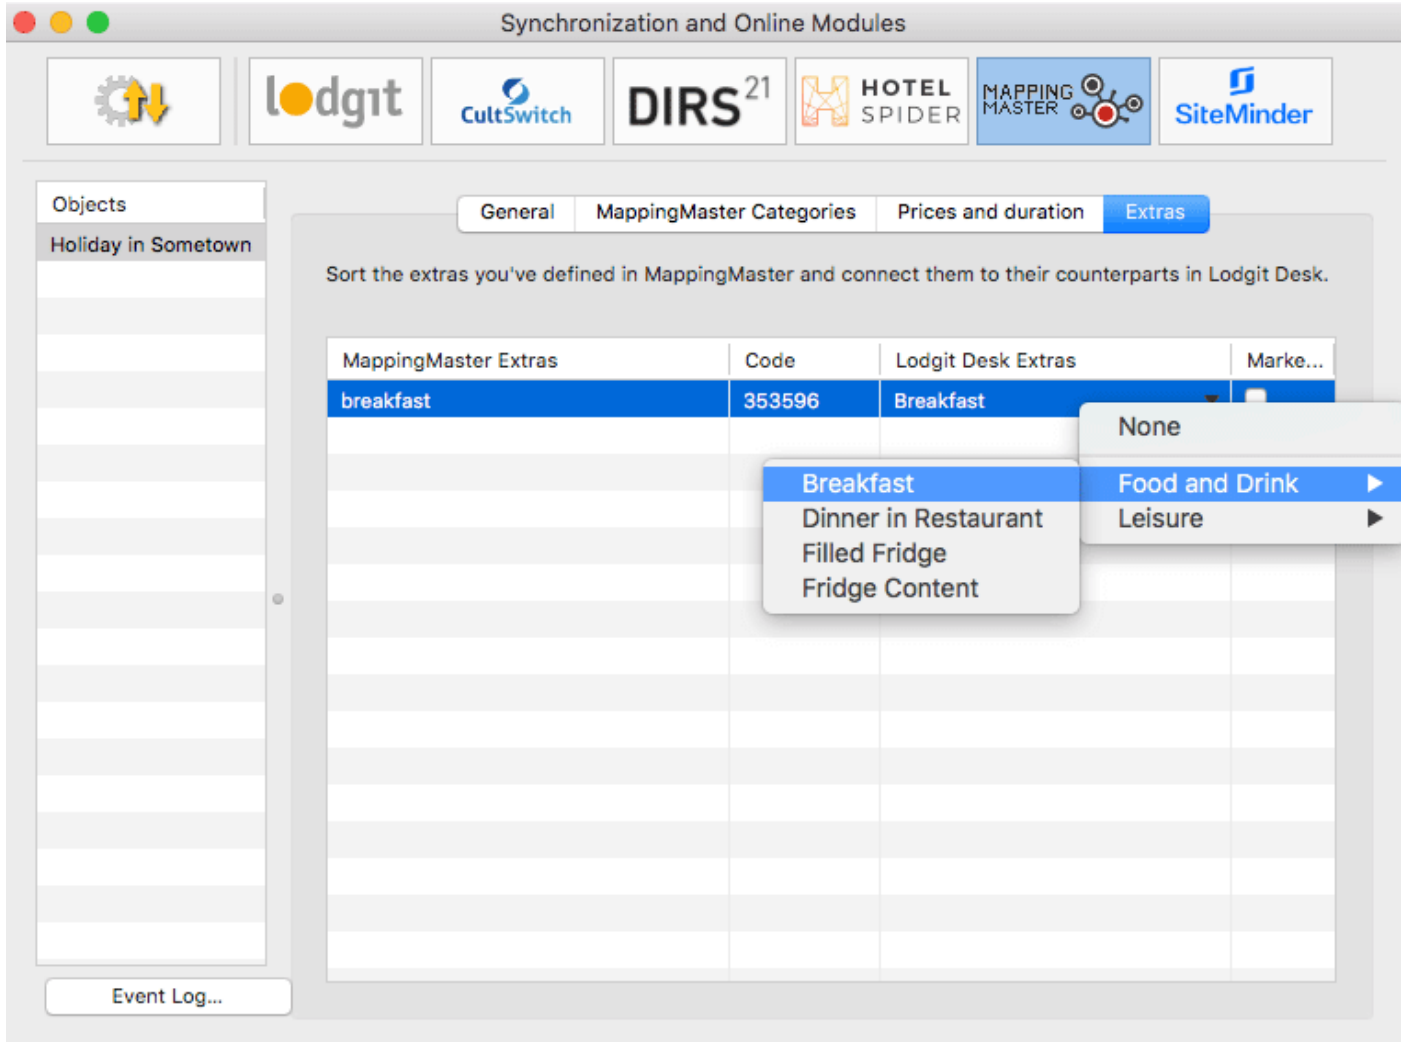 Synchronization and Online Modules
lodgit
CultSwitch
DIRS21
HOTEL
SPIDER
MAPPING
MASTER
SiteMinder
Objects
Holiday in Sometown
General
MappingMaster Categories
Prices and duration
Extras
Sort the extras you've defined in MappingMaster and connect them to their counterparts in Lodgit Desk.
MappingMaster Extras
Code
Lodgit Desk Extras
Marke...
breakfast
353596
Breakfast
None
Food and Drink
Leisure
Breakfast
Dinner in Restaurant
Filled Fridge
Fridge Content
Event Log...